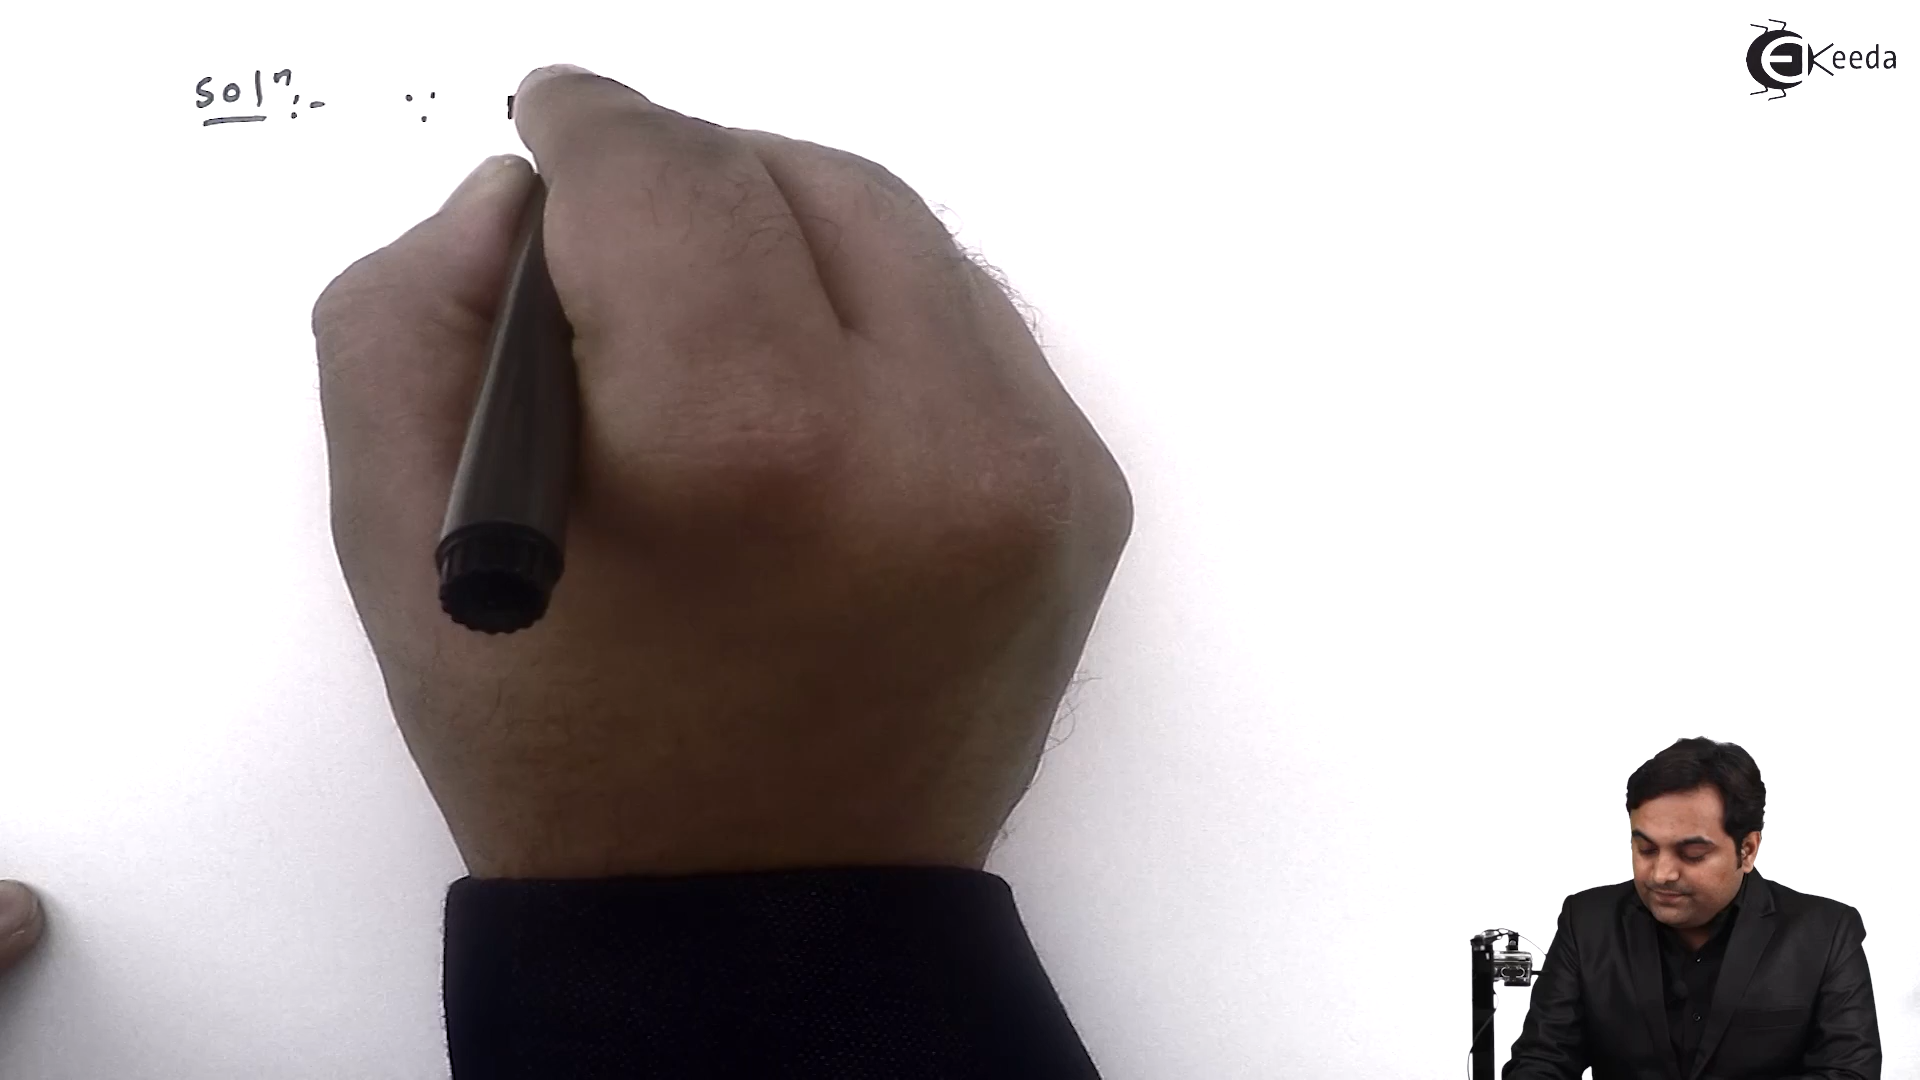 solⁿ:- ∵
EKeeda